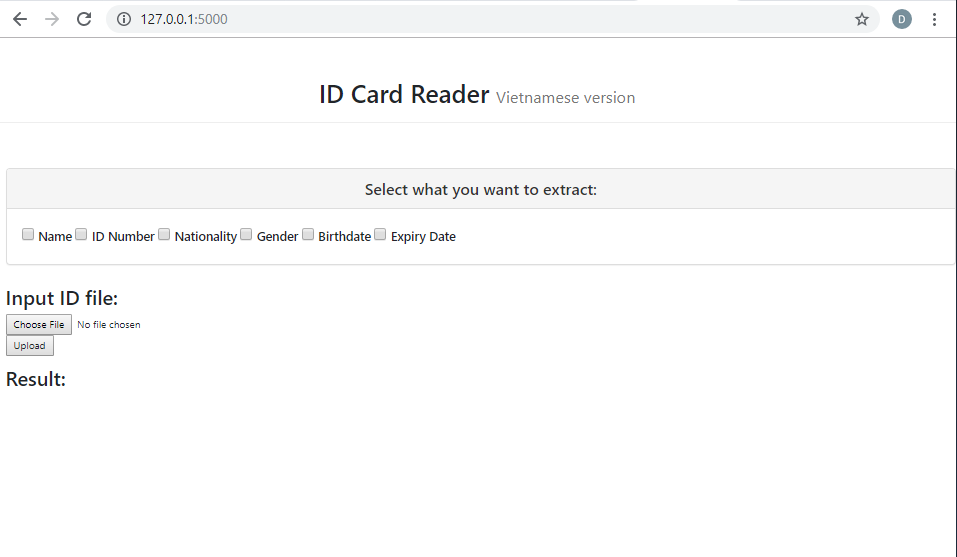 127.0.0.1:5000
D
ID Card Reader Vietnamese version
Select what you want to extract:
Name ID Number Nationality Gender Birthdate Expiry Date
Input ID file:
Choose File No file chosen
Upload
Result: